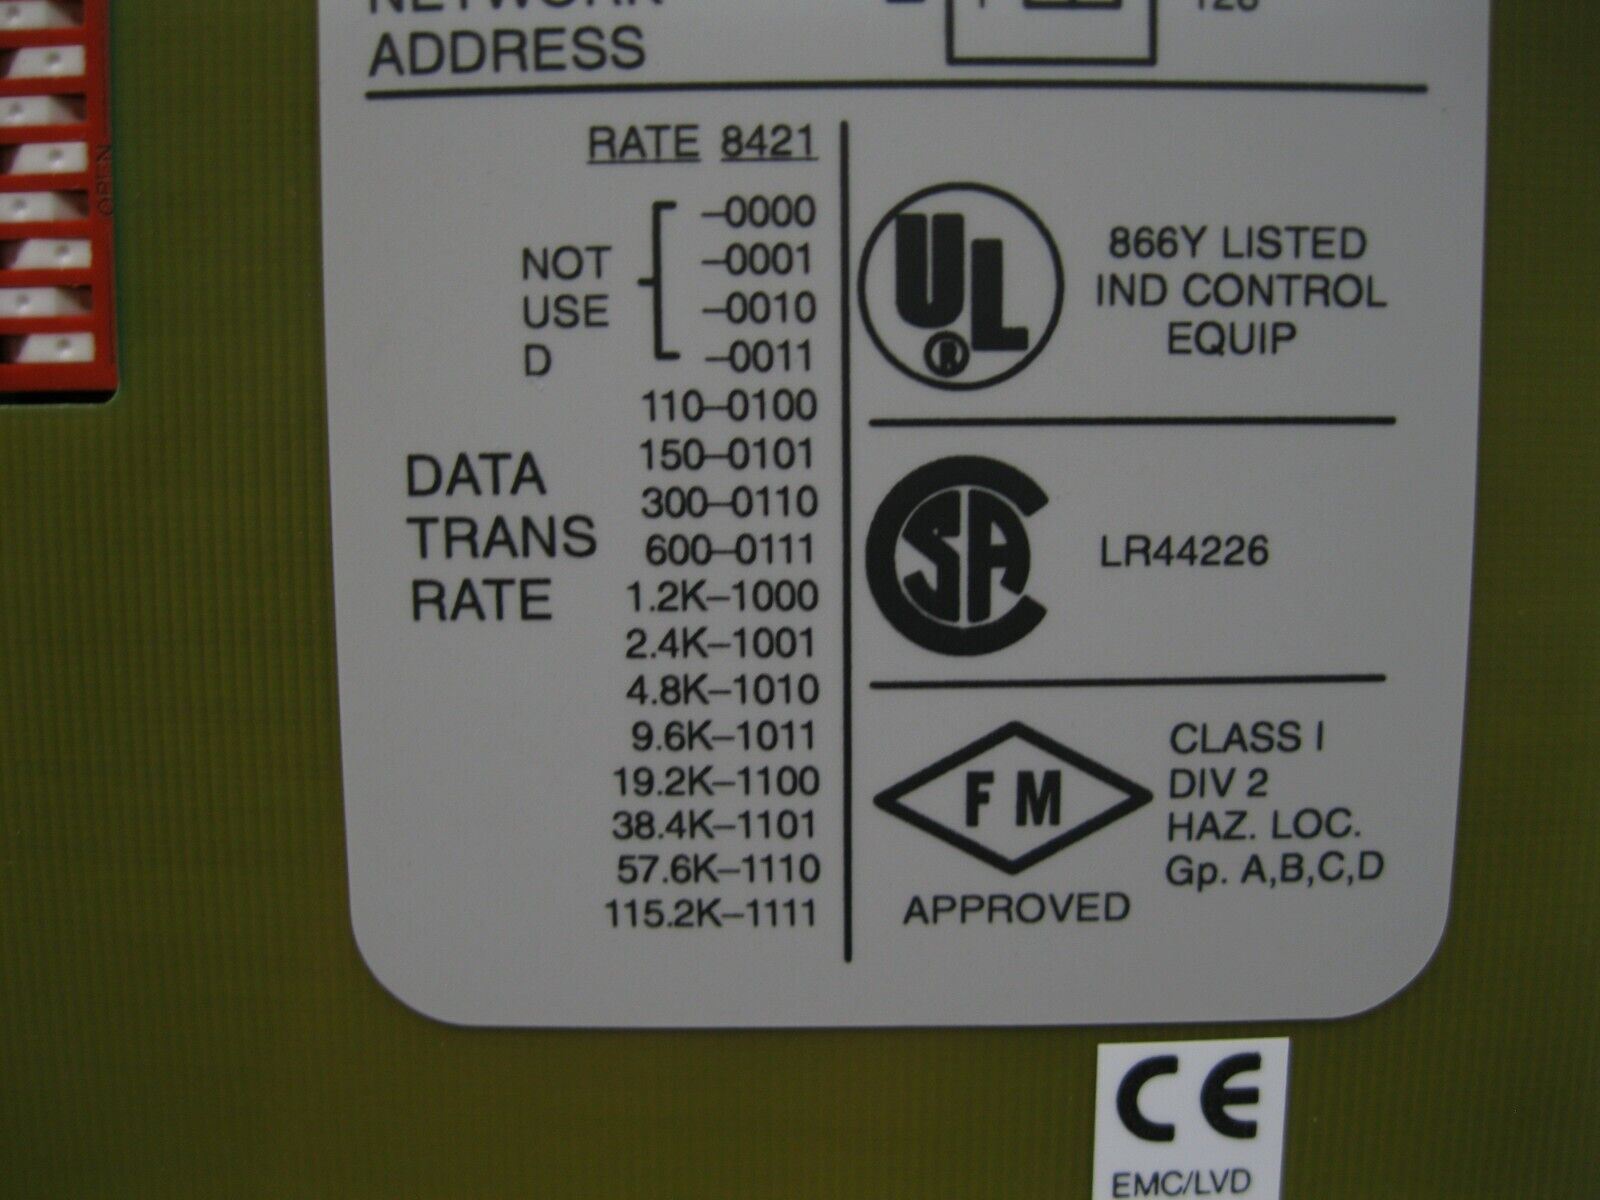 NETWORK
ADDRESS
1
128
OPEN
RATE 8421
NOT
USE
D
–0000
–0001
–0010
–0011
110–0100
150–0101
300–0110
600–0111
1.2K–1000
2.4K–1001
4.8K–1010
9.6K–1011
19.2K–1100
38.4K–1101
57.6K–1110
115.2K–1111
DATA
TRANS
RATE
UL
®
866Y LISTED
IND CONTROL
EQUIP
CSA
LR44226
FM
APPROVED
CLASS I
DIV 2
HAZ. LOC.
Gp. A,B,C,D
CE
EMC/LVD